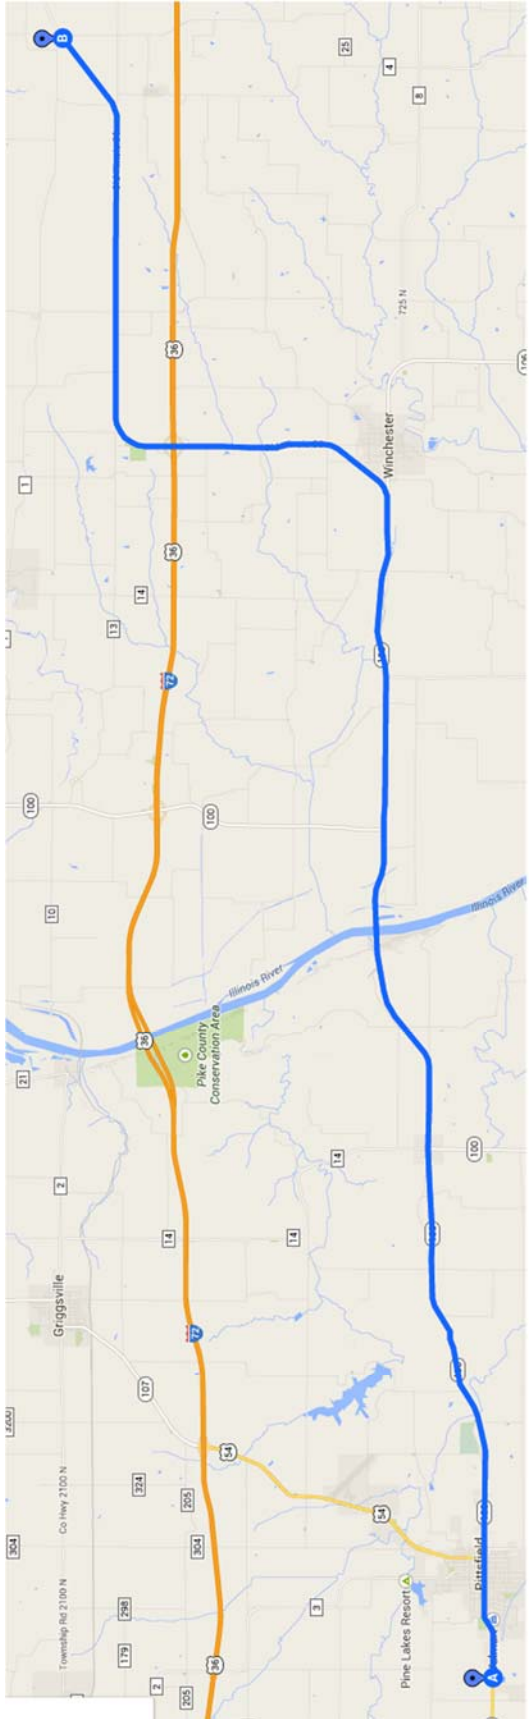 304
21
100
1
Township Rd 2100 N
Co Hwy 2100 N
Griggsville
2
10
B
179
298
324
107
36
13
14
2
205
304
205
14
72
36
36
36
72
100
54
Pike County
Conservation Area
Illinois River
3
14
14
25
54
4
Pine Lakes Resort
Winchester
725 N
8
Pittsfield
100
Illinois River
A